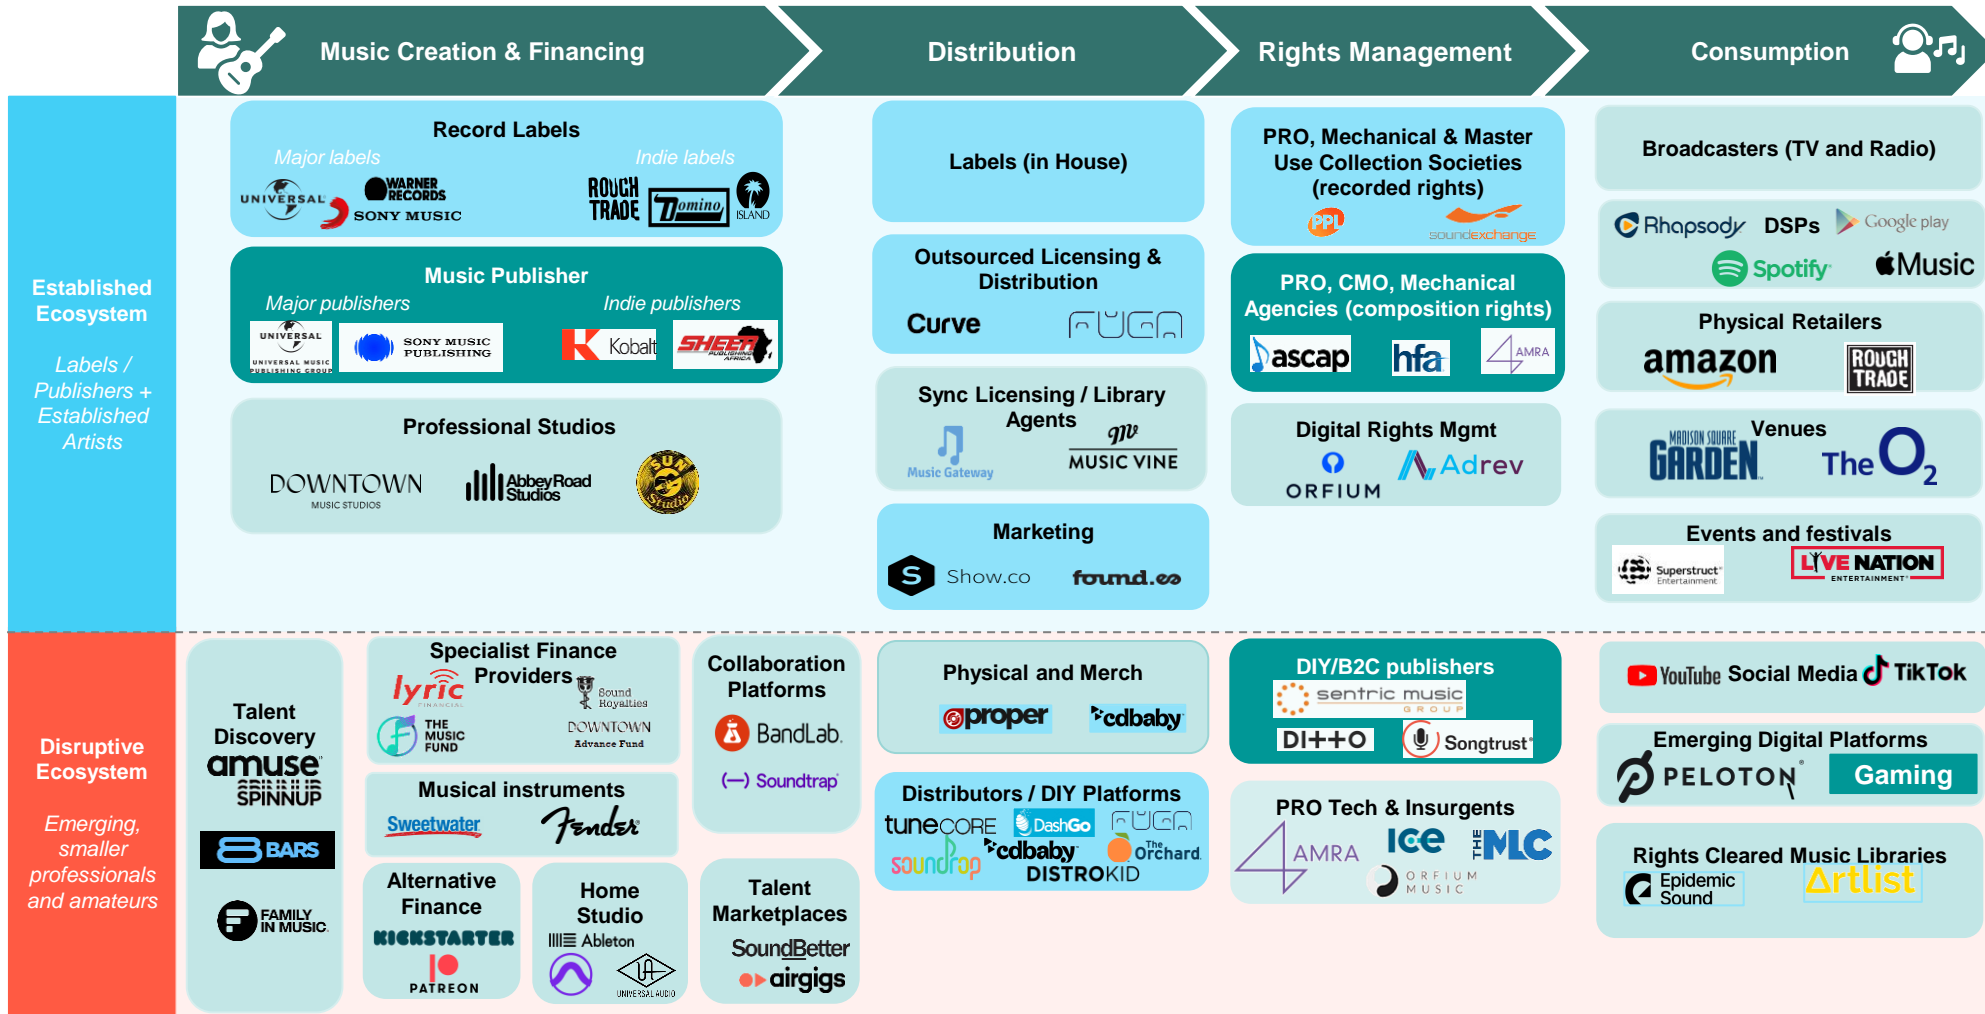 Music Creation & Financing
Distribution
Rights Management
Consumption
Established
Ecosystem
Labels /
Publishers +
Established
Artists
Record Labels
Major labels
Indie labels
UNIVERSAL
WARNER
RECORDS
SONY MUSIC
ROUGH
TRADE
Domino
ISLAND
Music Publisher
Major publishers
Indie publishers
UNIVERSAL
UNIVERSAL MUSIC
PUBLISHING GROUP
SONY MUSIC
PUBLISHING
Kobalt
SHEER
PUBLISHING
AFRICA
Professional Studios
DOWNTOWN
MUSIC STUDIOS
AbbeyRoad
Studios
SUN
Studio
Labels (in House)
Outsourced Licensing &
Distribution
Curve
FUGA
Sync Licensing / Library
Agents
Music Gateway
mv
MUSIC VINE
Marketing
S
Show.co
found.ee
PRO, Mechanical & Master
Use Collection Societies
(recorded rights)
PPL
soundexchange
PRO, CMO, Mechanical
Agencies (composition rights)
ascap
hfa
AMRA
Digital Rights Mgmt
ORFIUM
Adrev
Broadcasters (TV and Radio)
Rhapsody
DSPs
Google play
Spotify
Music
Physical Retailers
amazon
ROUGH
TRADE
Venues
MADISON SQUARE
GARDEN
The O2
Events and festivals
Superstruct
Entertainment
LIVE NATION
ENTERTAINMENT
Disruptive
Ecosystem
Emerging,
smaller
professionals
and amateurs
Talent
Discovery
amuse
SPINNUP
8 BARS
FAMILY
IN MUSIC.
Specialist Finance
Providers
lyric
FINANCIAL
Sound
Royalties
THE
MUSIC
FUND
DOWNTOWN
Advance Fund
Musical instruments
Sweetwater
Fender
Alternative
Finance
KICKSTARTER
PATREON
Home
Studio
Ableton
UA
UNIVERSAL AUDIO
Collaboration
Platforms
BandLab.
Soundtrap
Talent
Marketplaces
SoundBetter
airgigs
Physical and Merch
proper
cdbaby
Distributors / DIY Platforms
tunecore
DashGo
FUGA
soundrop
cdbaby
The
Orchard
DISTROKID
DIY/B2C publishers
sentric music
GROUP
DITTO
Songtrust
PRO Tech & Insurgents
AMRA
ICE
THE MLC
ORFIUM
MUSIC
YouTube
Social Media
TikTok
Emerging Digital Platforms
PELOTON
Gaming
Rights Cleared Music Libraries
Epidemic
Sound
Artlist